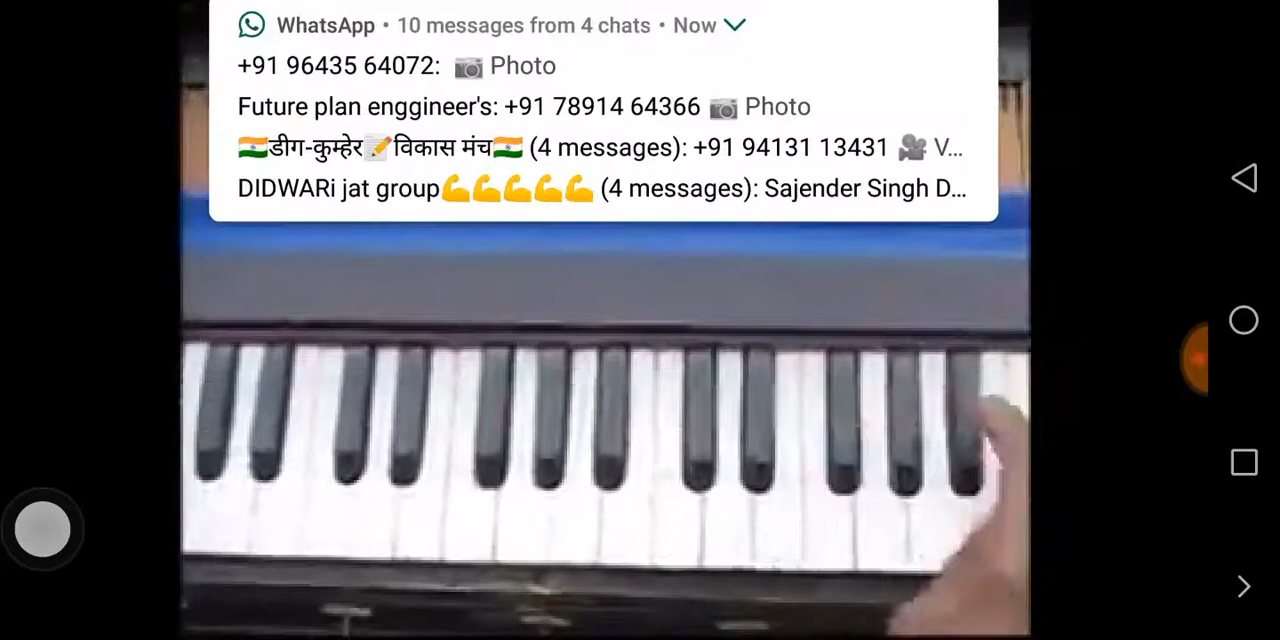 WhatsApp • 10 messages from 4 chats • Now
+91 96435 64072: 📷 Photo
Future plan enggineer's: +91 78914 64366 📷 Photo
🇮🇳डीग-कुम्हेर📝विकास मंच🇮🇳 (4 messages): +91 94131 13431 🎥 V...
DIDWARi jat group💪💪💪💪💪 (4 messages): Sajender Singh D...